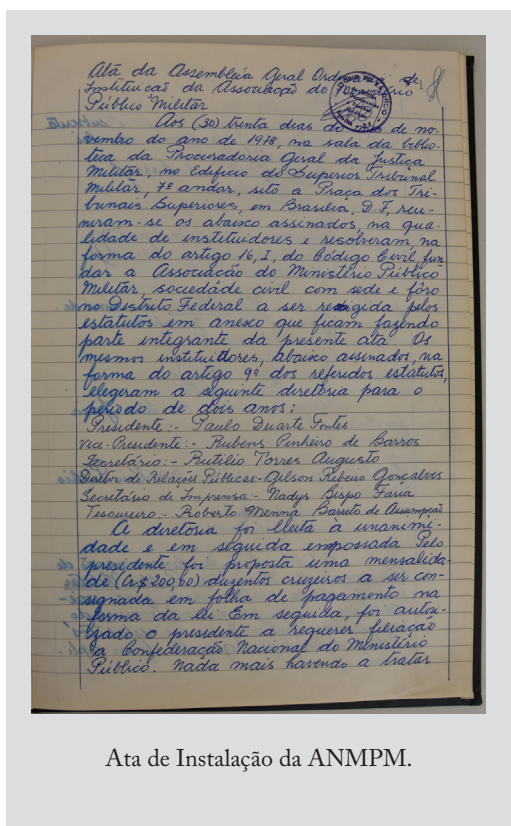 Ata da Assembléia Geral Ordinária de
Instituição da Associação do Ministério
Público Militar
Aos (30) trinta dias do mês de no-
vembro do ano de 1978, na sala da biblio-
teca da Procuradoria Geral da Justiça
Militar, no Edifício do Superior Tribunal
Militar, 7º andar, sito a Praça dos Tri-
bunais Superiores, em Brasília, D.F, reu-
niram-se os abaixo assinados, na qua-
lidade de instituidores e resolveram, na
forma do artigo 16, I, do Código Civil fun
dar a Associação do Ministério Público
Militar, sociedade civil com sede e fôro
no Distrito Federal a ser redigida pelos
estatutos em anexo que ficam fazendo
parte integrante da presente ata. Os
mesmos instituidores, abaixo assinados, na
forma do artigo 9º dos referidos estatutos,
elegeram a seguinte diretoria para o
período de dois anos:
Presidente:- Paulo Duarte Fontes
Vice-Presidente:- Rubens Pinheiro de Barros
Secretário:- Rutílio Torres Augusto
Diretor de Relações Públicas:- Gilson Ribeiro Gonçalves
Secretário de Imprensa:- Nadyr Bispo Faria
Tesoureiro:- Roberto Menna Barreto de Assumpção
A diretoria foi eleita à unanimi-
dade e em seguida empossada Pelo
presidente foi proposta uma mensalida-
de (Cr$ 200,00) duzentos cruzeiros a ser con-
signada em folha de pagamento na
forma da lei Em seguida, foi autori-
zado o presidente a requerer filiação
a Confederação Nacional do Ministério
Público. Nada mais havendo a tratar
Ata de Instalação da ANMPM.